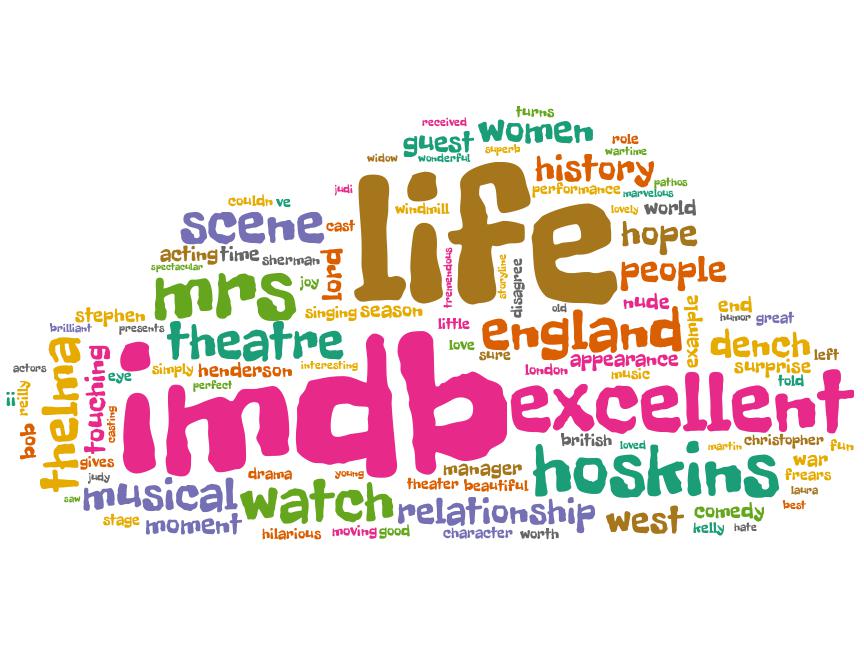 turns
received
women
guest
superb
role
wartime
widow
wonderful
history
pathos
judi
life
performance
marvelous
couldn
ve
windmill
lovely
world
scene
cast
hope
acting
time
sherman
lord
spectacular
tremendous
storyline
disagree
people
mrs
joy
nude
example
end
stephen
singing
season
old
humor
great
brilliant
presents
theatre
little
england
dench
left
love
sure
appearance
surprise
actors
thelma
touching
eye
simply
henderson
interesting
london
music
told
perfect
imdb
excellent
ii
reilly
bob
casting
british
loved
martin
christopher
fun
gives
judy
drama
young
manager
hoskins
war
frears
saw
musical
watch
theater
beautiful
laura
stage
moment
relationship
west
comedy
best
hilarious
moving
good
character
worth
kelly
hate